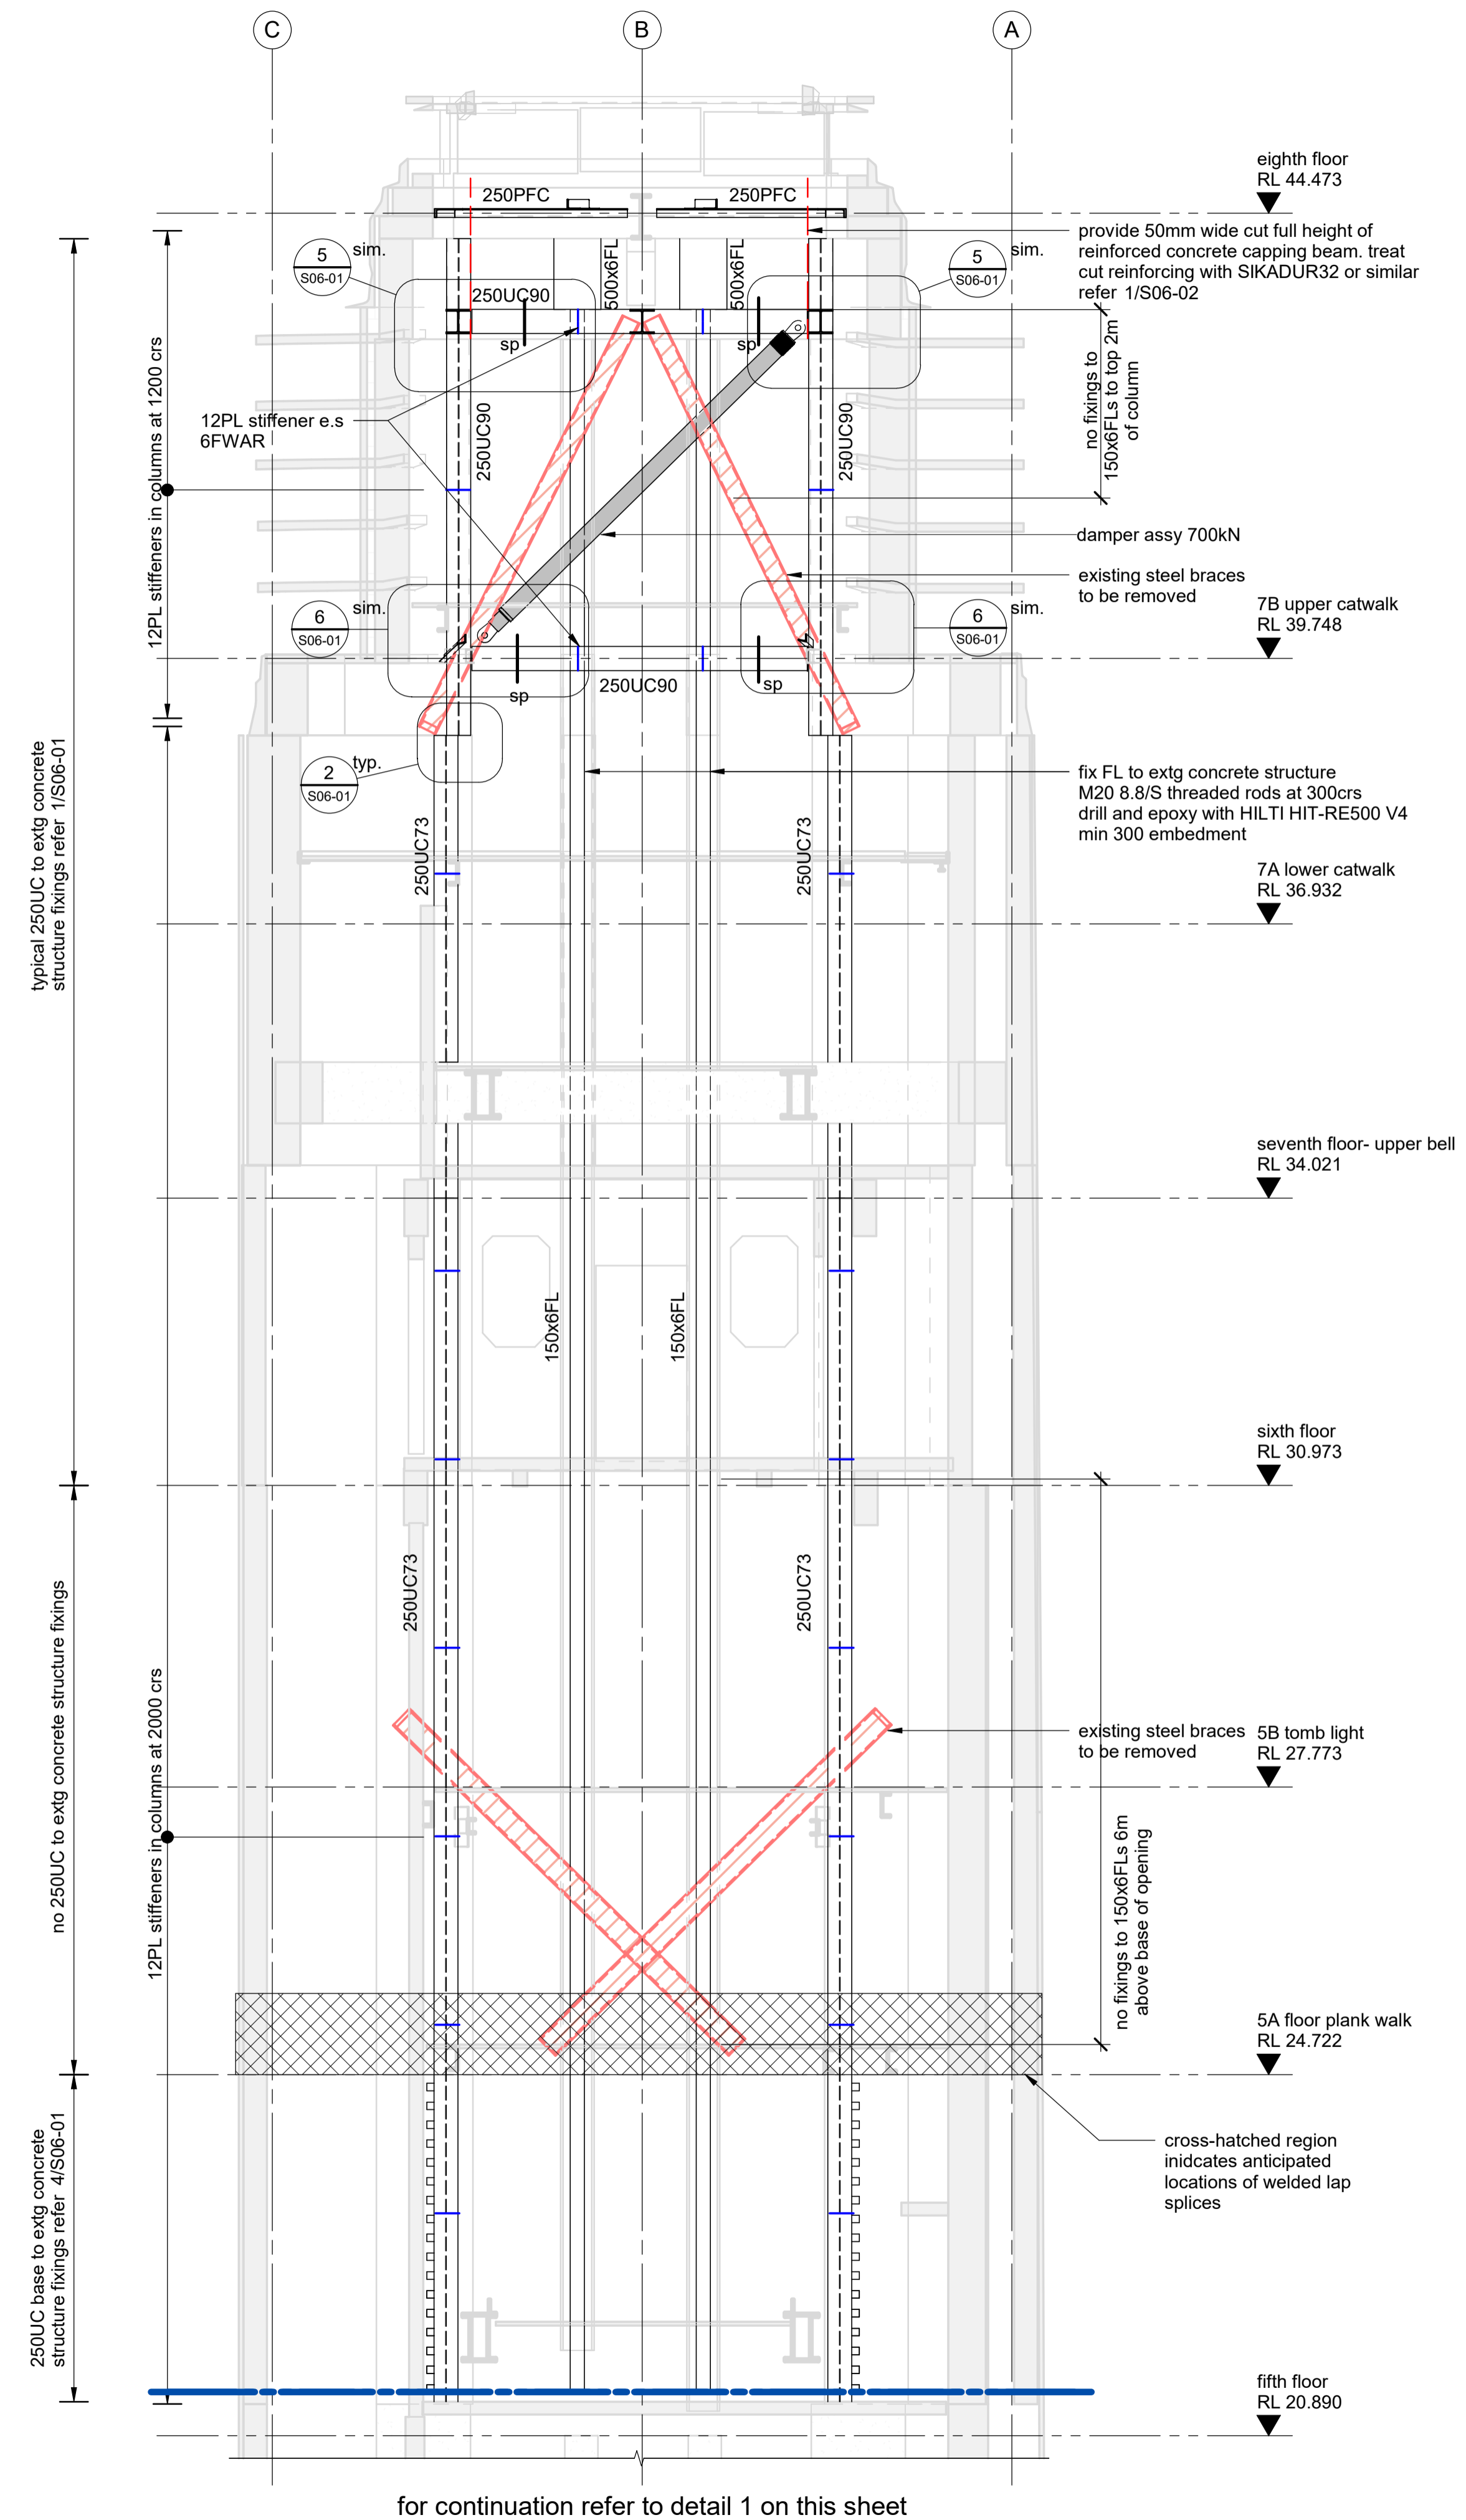 C
B
A
eighth floor
RL 44.473
250PFC
250PFC
provide 50mm wide cut full height of
reinforced concrete capping beam. treat
cut reinforcing with SIKADUR32 or similar
refer 1/S06-02
5
S06-01
sim.
5
S06-01
sim.
500x6FL
500x6FL
250UC90
sp
sp
no fixings to
150x6FLs to top 2m
of column
12PL stiffeners in columns at 1200 crs
12PL stiffener e.s
6FWAR
250UC90
250UC90
damper assy 700kN
existing steel braces
to be removed
6
S06-01
sim.
6
S06-01
sim.
7B upper catwalk
RL 39.748
sp
250UC90
sp
2
S06-01
typ.
fix FL to extg concrete structure
M20 8.8/S threaded rods at 300crs
drill and epoxy with HILTI HIT-RE500 V4
min 300 embedment
typical 250UC to extg concrete
structure fixings refer 1/S06-01
250UC73
250UC73
7A lower catwalk
RL 36.932
seventh floor- upper bell
RL 34.021
150x6FL
150x6FL
sixth floor
RL 30.973
250UC73
250UC73
no 250UC to extg concrete structure fixings
12PL stiffeners in columns at 2000 crs
existing steel braces
to be removed
5B tomb light
RL 27.773
no fixings to 150x6FLs 6m
above base of opening
5A floor plank walk
RL 24.722
cross-hatched region
inidcates anticipated
locations of welded lap
splices
250UC base to extg concrete
structure fixings refer 4/S06-01
fifth floor
RL 20.890
for continuation refer to detail 1 on this sheet